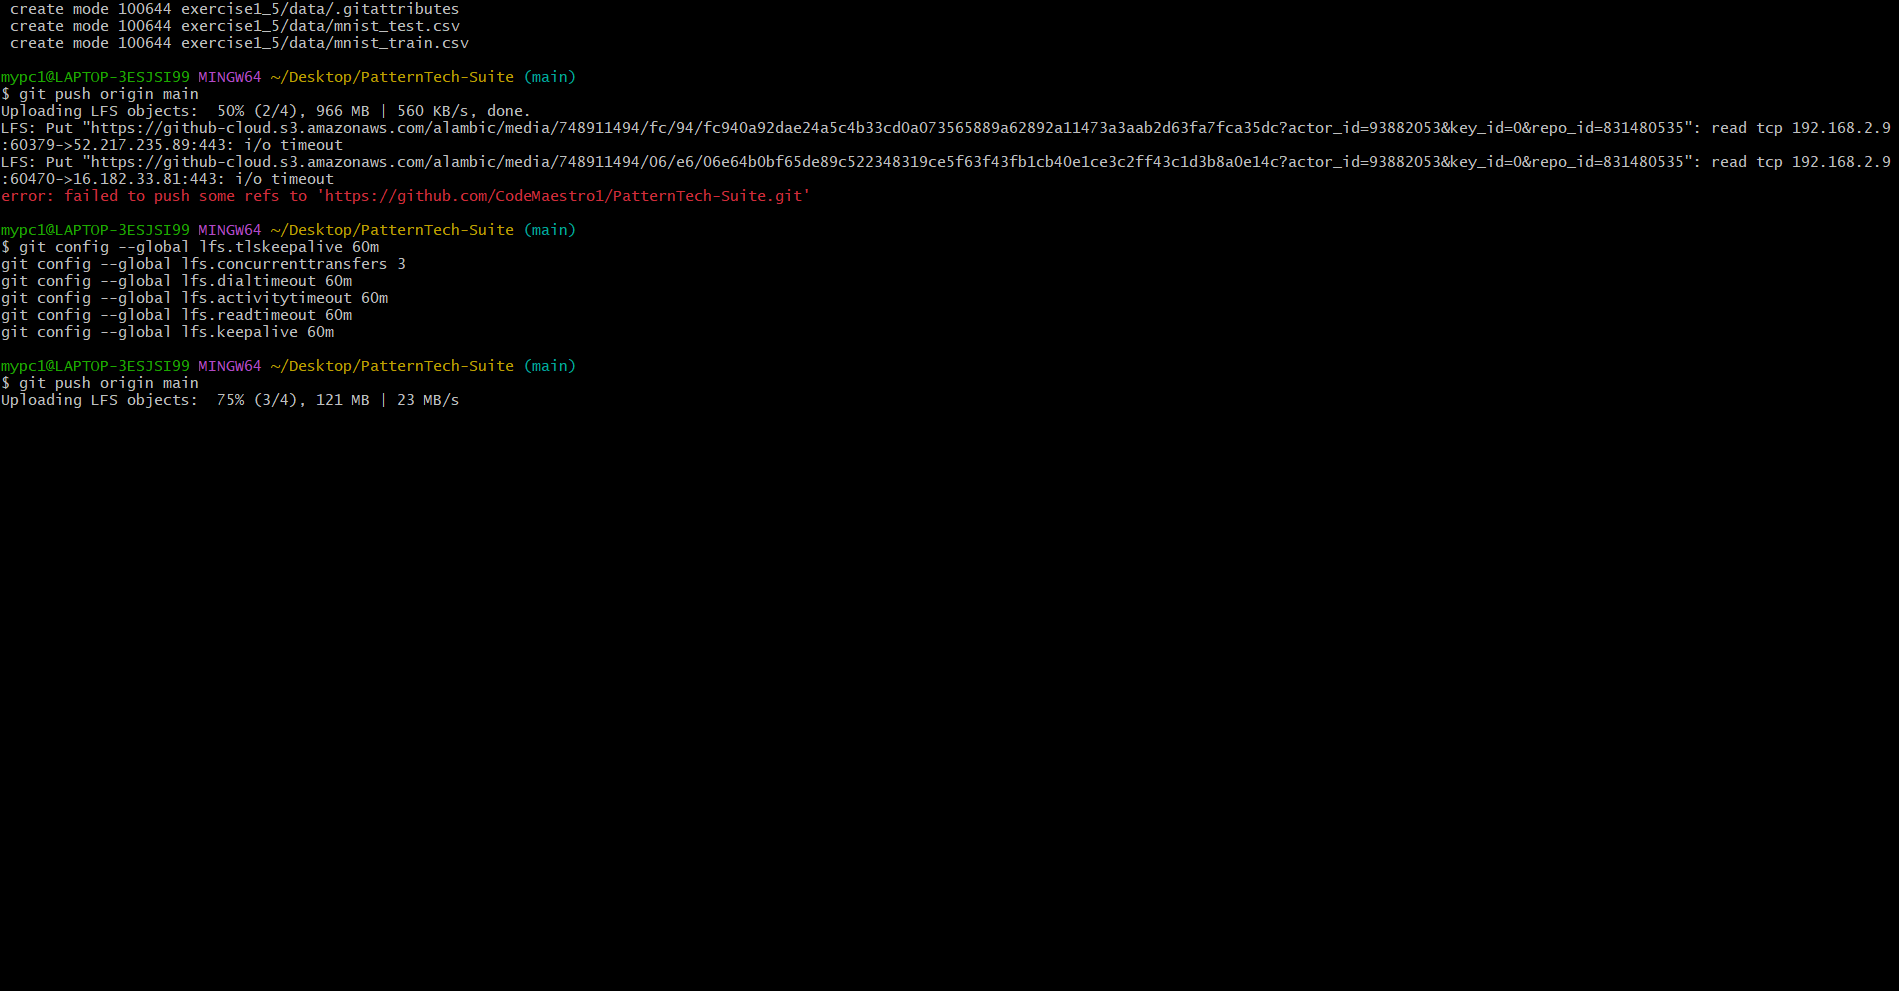 create mode 100644 exercise1_5/data/.gitattributes
create mode 100644 exercise1_5/data/mnist_test.csv
create mode 100644 exercise1_5/data/mnist_train.csv
mypc1@LAPTOP-3ESJSI99 MINGW64 ~/Desktop/PatternTech-Suite (main)
$ git push origin main
Uploading LFS objects:  50% (2/4), 966 MB | 560 KB/s, done.
LFS: Put "https://github-cloud.s3.amazonaws.com/alambic/media/748911494/fc/94/fc940a92dae24a5c4b33cd0a073565889a62892a11473a3aab2d63fa7fca35dc?actor_id=93882053&key_id=0&repo_id=831480535": read tcp 192.168.2.9
:60379->52.217.235.89:443: i/o timeout
LFS: Put "https://github-cloud.s3.amazonaws.com/alambic/media/748911494/06/e6/06e64b0bf65de89c522348319ce5f63f43fb1cb40e1ce3c2ff43c1d3b8a0e14c?actor_id=93882053&key_id=0&repo_id=831480535": read tcp 192.168.2.9
:60470->16.182.33.81:443: i/o timeout
error: failed to push some refs to 'https://github.com/CodeMaestro1/PatternTech-Suite.git'
mypc1@LAPTOP-3ESJSI99 MINGW64 ~/Desktop/PatternTech-Suite (main)
$ git config --global lfs.tlskeepalive 60m
git config --global lfs.concurrenttransfers 3
git config --global lfs.dialtimeout 60m
git config --global lfs.activitytimeout 60m
git config --global lfs.readtimeout 60m
git config --global lfs.keepalive 60m
mypc1@LAPTOP-3ESJSI99 MINGW64 ~/Desktop/PatternTech-Suite (main)
$ git push origin main
Uploading LFS objects:  75% (3/4), 121 MB | 23 MB/s